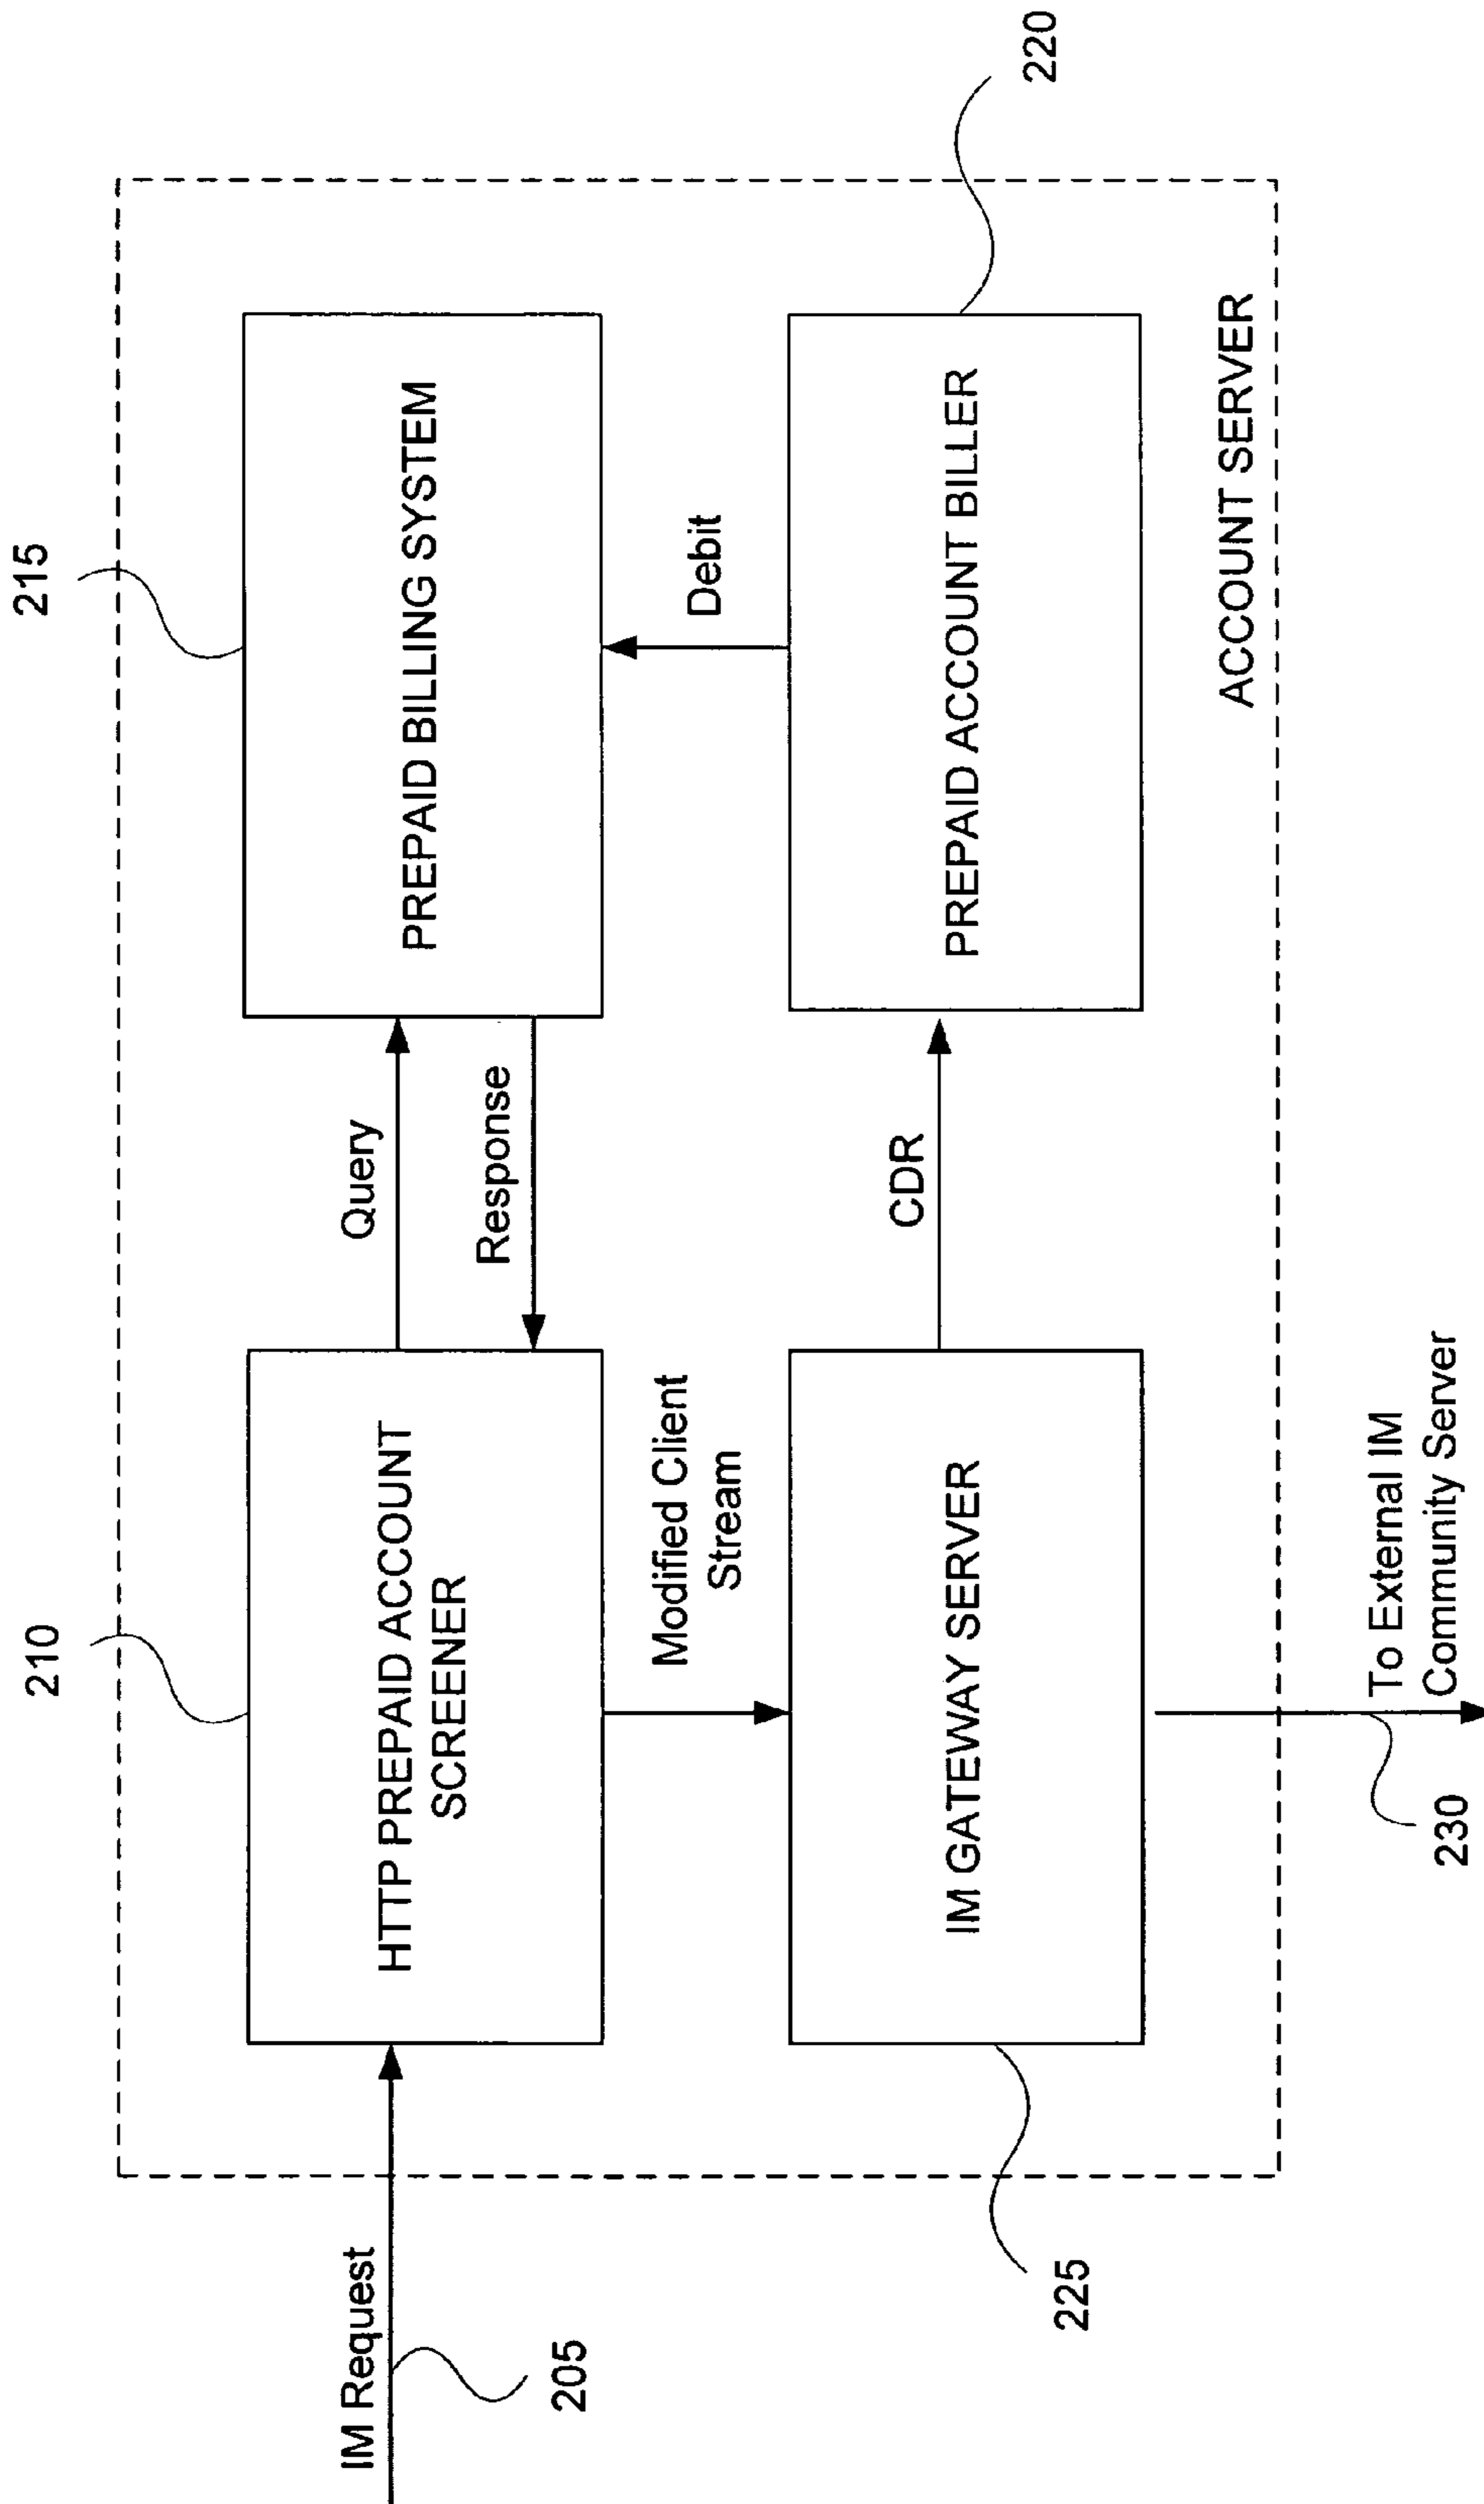 210
215
IM Request
205
HTTP PREPAID ACCOUNT
SCREENER
Query
Response
PREPAID BILLING SYSTEM
Modified Client
Stream
Debit
IM GATEWAY SERVER
225
CDR
PREPAID ACCOUNT BILLER
220
ACCOUNT SERVER
To External IM
Community Server
230